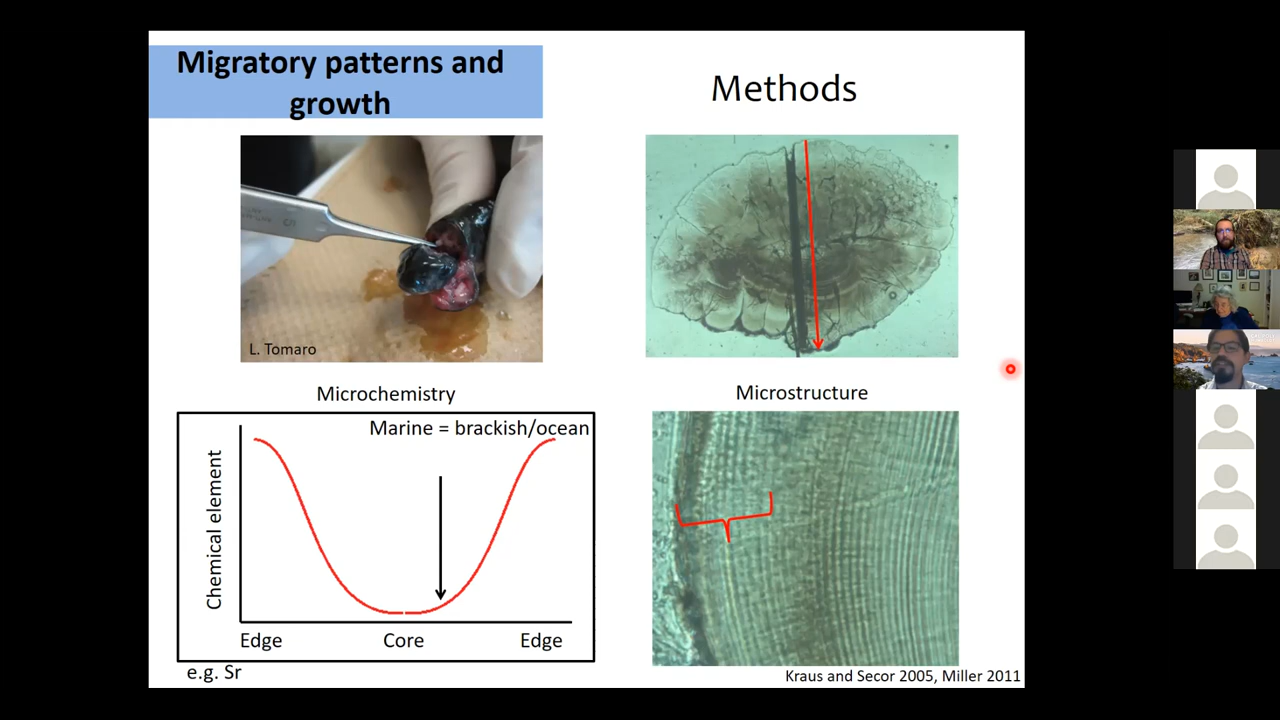 Migratory patterns and
growth
Methods
L. Tomaro
Microchemistry
Microstructure
Marine = brackish/ocean
Chemical element
Edge
Core
Edge
e.g. Sr
Kraus and Secor 2005, Miller 2011